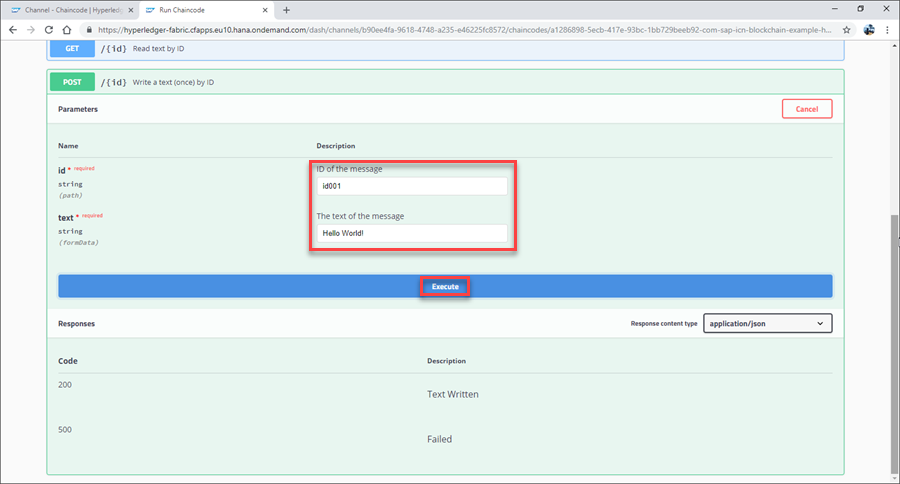 Channel - Chaincode | Hyperledg
Run Chaincode
https://hyperledger-fabric.cfapps.eu10.hana.ondemand.com/dash/channels/b90ee4fa-9618-4748-a235-e46225fc8572/chaincodes/a1286898-5ecb-417e-93bc-1bb729beeb92-com-sap-icn-blockchain-example-h...
GET /{id} Read text by ID
POST /{id} Write a text (once) by ID
Parameters Cancel
Name Description
id * required ID of the message
string id001
(path)
text * required The text of the message
string Hello World!
(formData)
Execute
Responses Response content type application/json
Code Description
200 Text Written
500 Failed